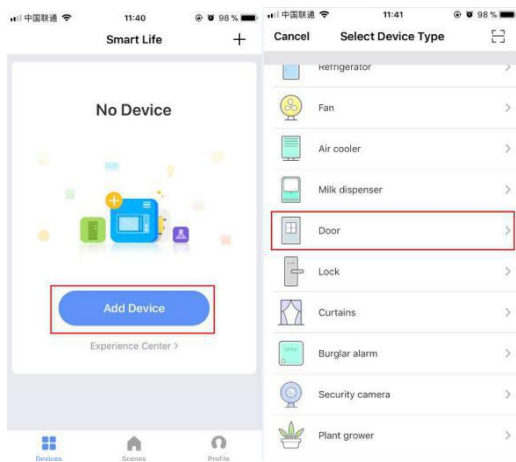 中国联通
11:40
98 %
Smart Life
+
No Device
Add Device
Experience Center >
Devices
Scenes
Profile
中国联通
11:41
98 %
Cancel
Select Device Type
Refrigerator
Fan
Air cooler
Milk dispenser
Door
Lock
Curtains
Burglar alarm
Security camera
Plant grower